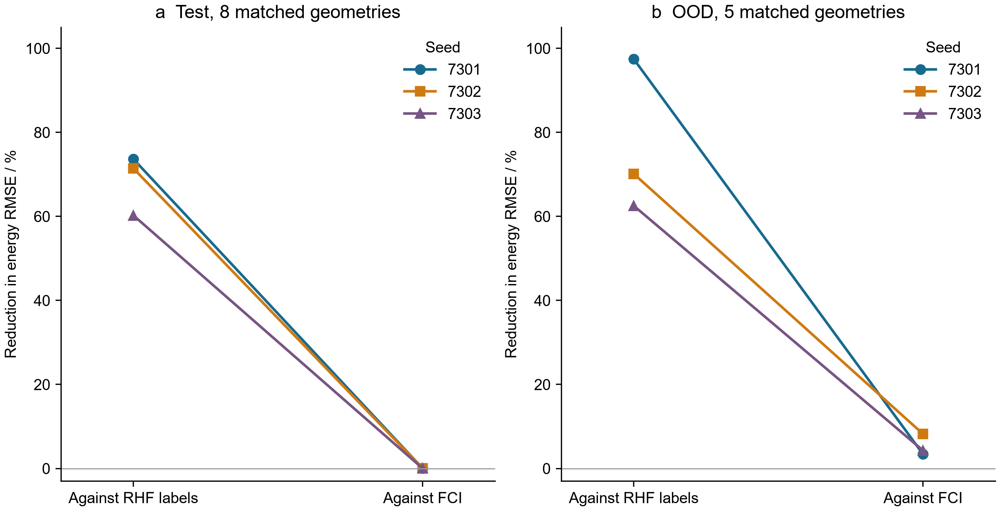 a Test, 8 matched geometries
Reduction in energy RMSE / %
100
80
60
40
20
0
Seed
7301
7302
7303
Against RHF labels
Against FCI
b OOD, 5 matched geometries
Reduction in energy RMSE / %
100
80
60
40
20
0
Seed
7301
7302
7303
Against RHF labels
Against FCI